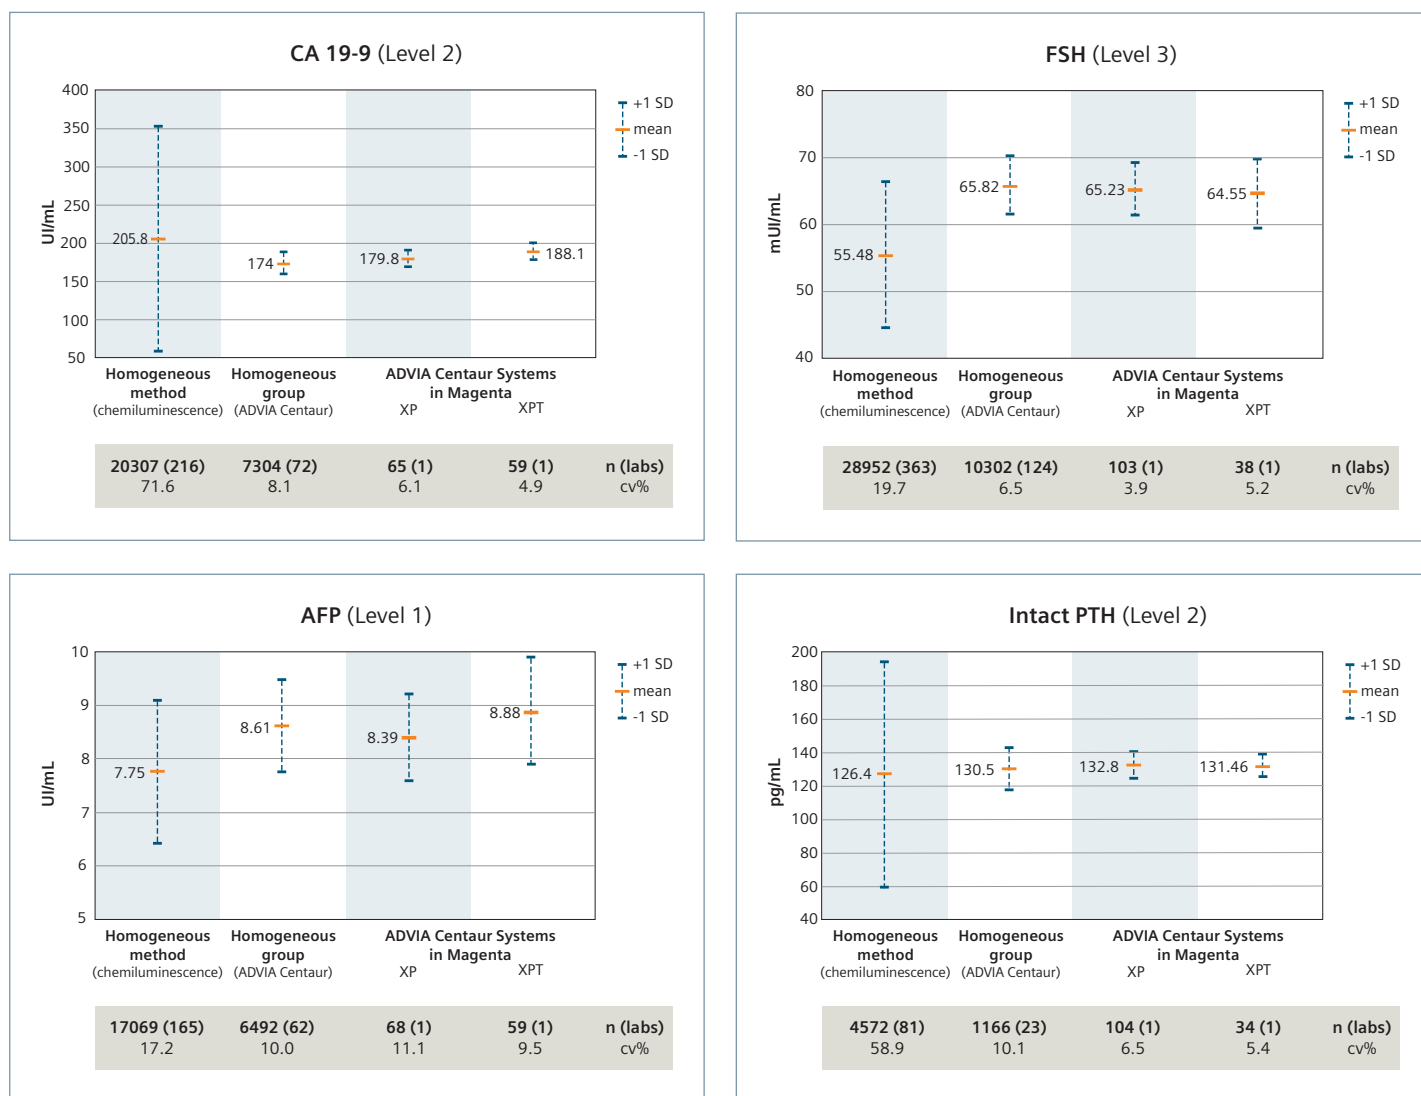 CA 19-9 (Level 2)
400
350
300
250
200
150
100
50
UI/mL
205.8
174
179.8
188.1
+1 SD
mean
-1 SD
Homogeneous method (chemiluminescence)
Homogeneous group (ADVIA Centaur)
ADVIA Centaur Systems in Magenta
XP XPT
20307 (216) 7304 (72) 65 (1) 59 (1) n (labs)
71.6 8.1 6.1 4.9 cv%
FSH (Level 3)
80
70
60
50
40
mUI/mL
55.48
65.82
65.23
64.55
+1 SD
mean
-1 SD
Homogeneous method (chemiluminescence)
Homogeneous group (ADVIA Centaur)
ADVIA Centaur Systems in Magenta
XP XPT
28952 (363) 10302 (124) 103 (1) 38 (1) n (labs)
19.7 6.5 3.9 5.2 cv%
AFP (Level 1)
10
9
8
7
6
5
UI/mL
7.75
8.61
8.39
8.88
+1 SD
mean
-1 SD
Homogeneous method (chemiluminescence)
Homogeneous group (ADVIA Centaur)
ADVIA Centaur Systems in Magenta
XP XPT
17069 (165) 6492 (62) 68 (1) 59 (1) n (labs)
17.2 10.0 11.1 9.5 cv%
Intact PTH (Level 2)
200
180
160
140
120
100
80
60
40
pg/mL
126.4
130.5
132.8
131.46
+1 SD
mean
-1 SD
Homogeneous method (chemiluminescence)
Homogeneous group (ADVIA Centaur)
ADVIA Centaur Systems in Magenta
XP XPT
4572 (81) 1166 (23) 104 (1) 34 (1) n (labs)
58.9 10.1 6.5 5.4 cv%